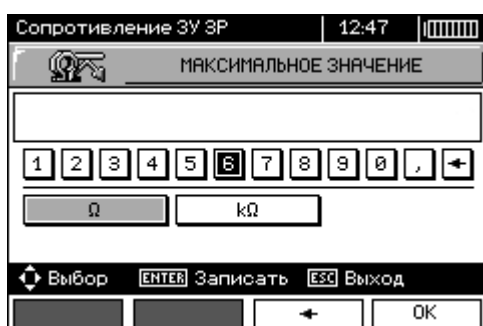 Сопротивление ЗУ 3P 12:47
МАКСИМАЛЬНОЕ ЗНАЧЕНИЕ
1 2 3 4 5 6 7 8 9 0 , ←
Ω kΩ
Выбор ENTER Записать ESC Выход
← OK